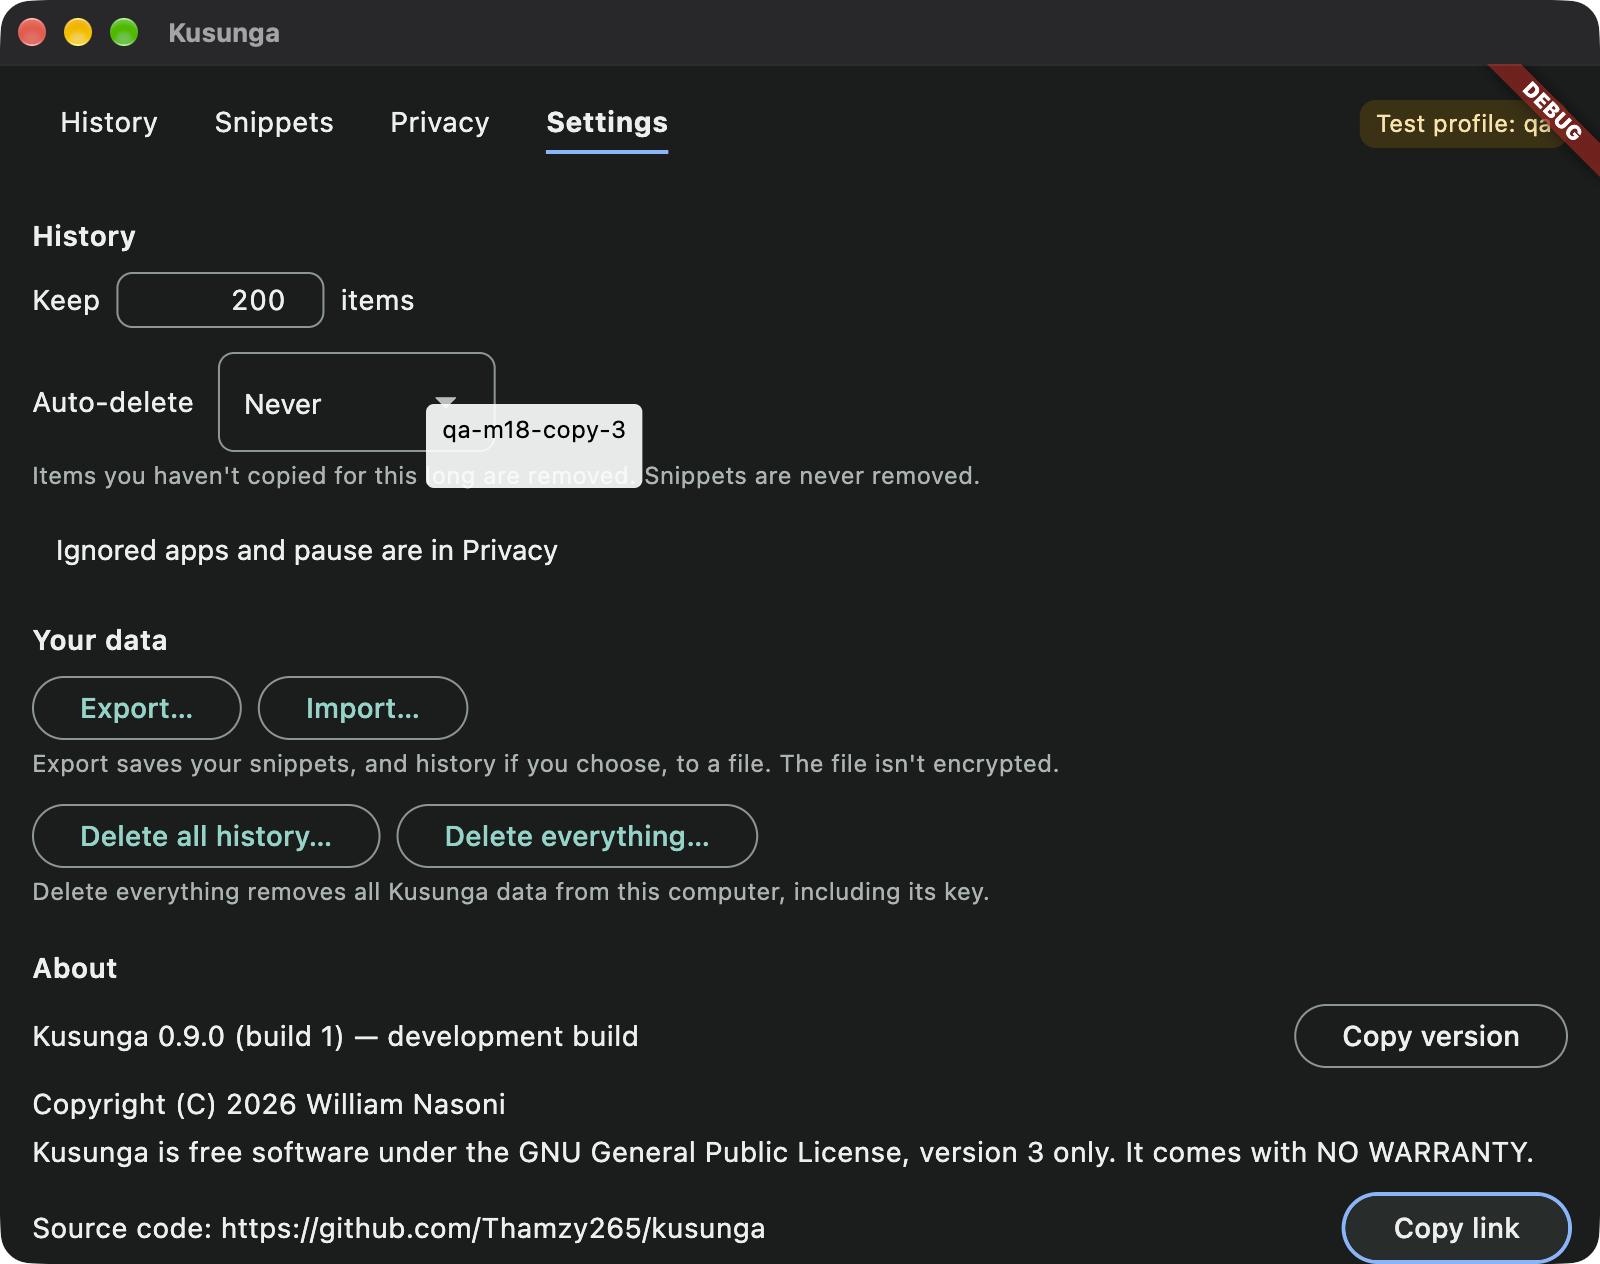 Kusunga
History Snippets Privacy Settings
Test profile: qa
DEBUG
History
Keep 200 items
Auto-delete Never
qa-m18-copy-3
Items you haven't copied for this long are removed. Snippets are never removed.
Ignored apps and pause are in Privacy
Your data
Export... Import...
Export saves your snippets, and history if you choose, to a file. The file isn't encrypted.
Delete all history... Delete everything...
Delete everything removes all Kusunga data from this computer, including its key.
About
Kusunga 0.9.0 (build 1) — development build
Copy version
Copyright (C) 2026 William Nasoni
Kusunga is free software under the GNU General Public License, version 3 only. It comes with NO WARRANTY.
Source code: https://github.com/Thamzy265/kusunga
Copy link